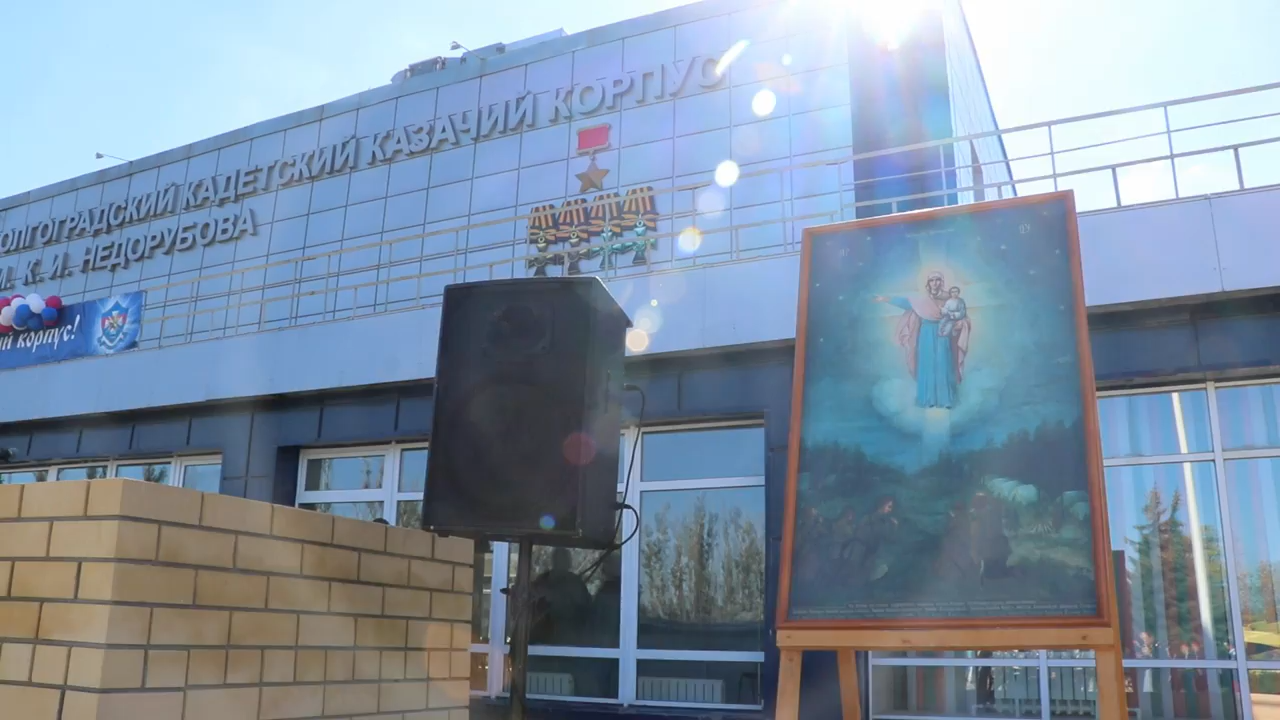 ОЛГОГРАДСКИЙ КАДЕТСКИЙ КАЗАЧИЙ КОРПУС
И. К. И. НЕДОРУБОВА
й корпус!